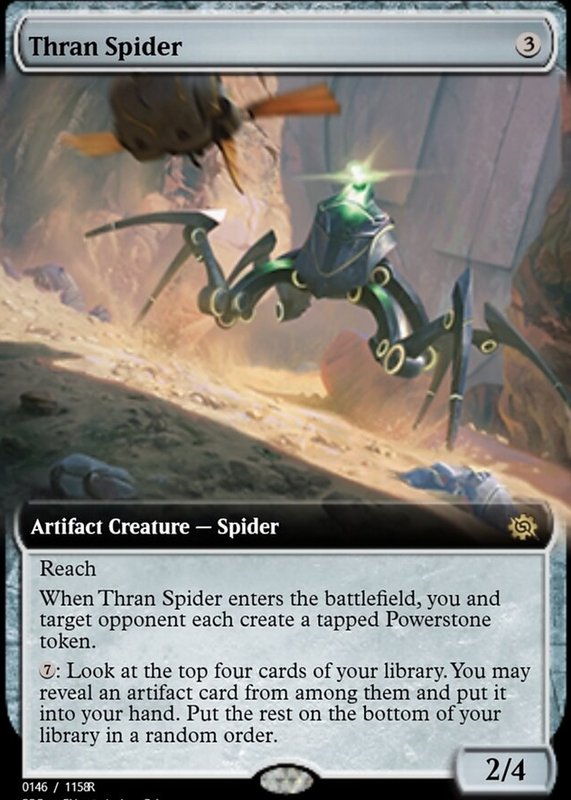 Thran Spider 3
Artifact Creature — Spider
Reach
When Thran Spider enters the battlefield, you and
target opponent each create a tapped Powerstone
token.
7: Look at the top four cards of your library. You may
reveal an artifact card from among them and put it
into your hand. Put the rest on the bottom of your
library in a random order.
2/4
0146 / 1158R